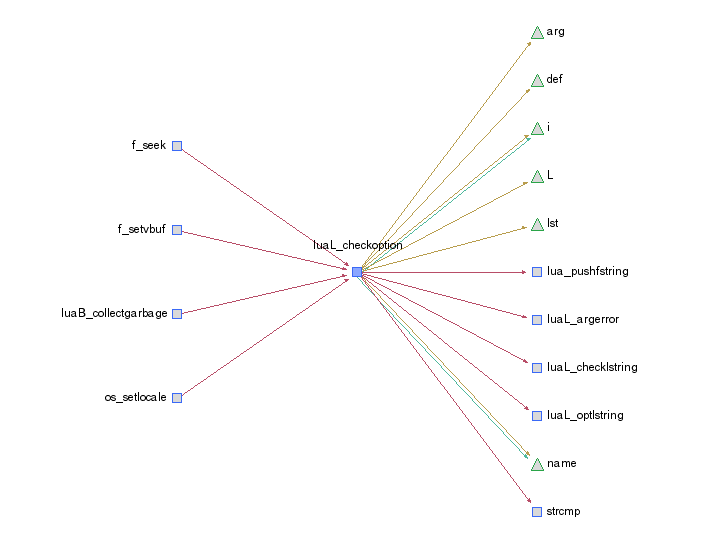 f_seek
f_setvbuf
luaB_collectgarbage
os_setlocale
luaL_checkoption
arg
def
i
L
lst
lua_pushfstring
luaL_argerror
luaL_checklstring
luaL_optlstring
name
strcmp